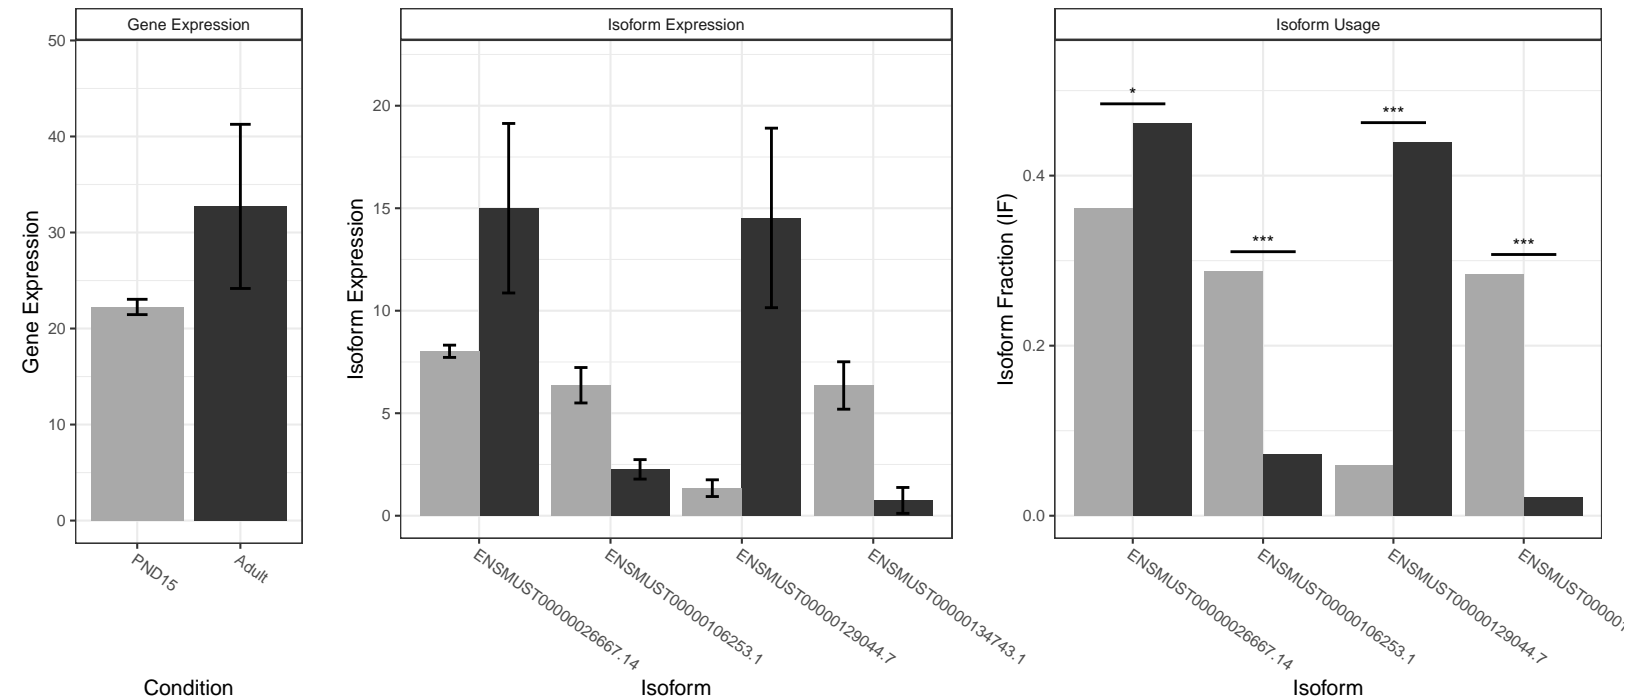 Gene Expression
50
40
30
20
10
0
Gene Expression
PND15
Adult
Condition
Isoform Expression
20
15
10
5
0
Isoform Expression
ENSMUST00000026667.14
ENSMUST00000106253.1
ENSMUST00000129044.7
ENSMUST00000134743.1
Isoform
Isoform Usage
0.4
0.2
0.0
Isoform Fraction (IF)
*
***
***
***
ENSMUST00000026667.14
ENSMUST00000106253.1
ENSMUST00000129044.7
Isoform